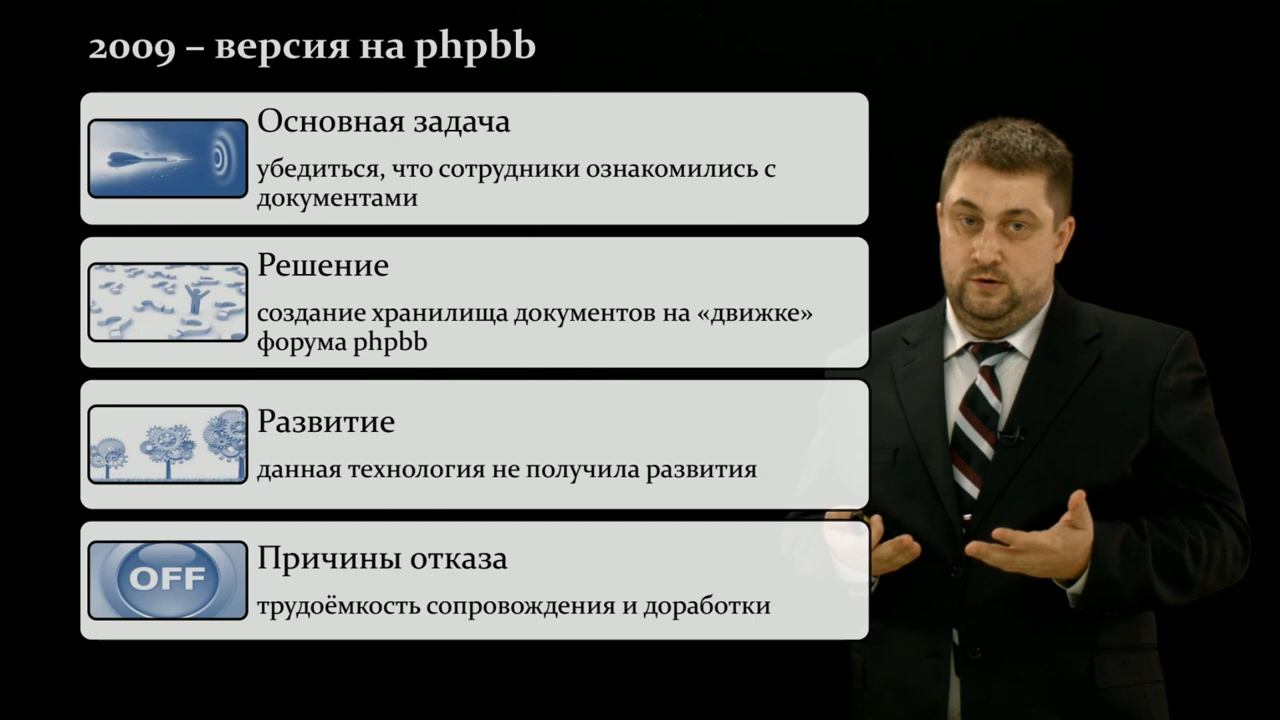 2009 – версия на phpbb
Основная задача
убедиться, что сотрудники ознакомились с
документами
Решение
создание хранилища документов на «движке»
форума phpbb
Развитие
данная технология не получила развития
OFF
Причины отказа
трудоёмкость сопровождения и доработки